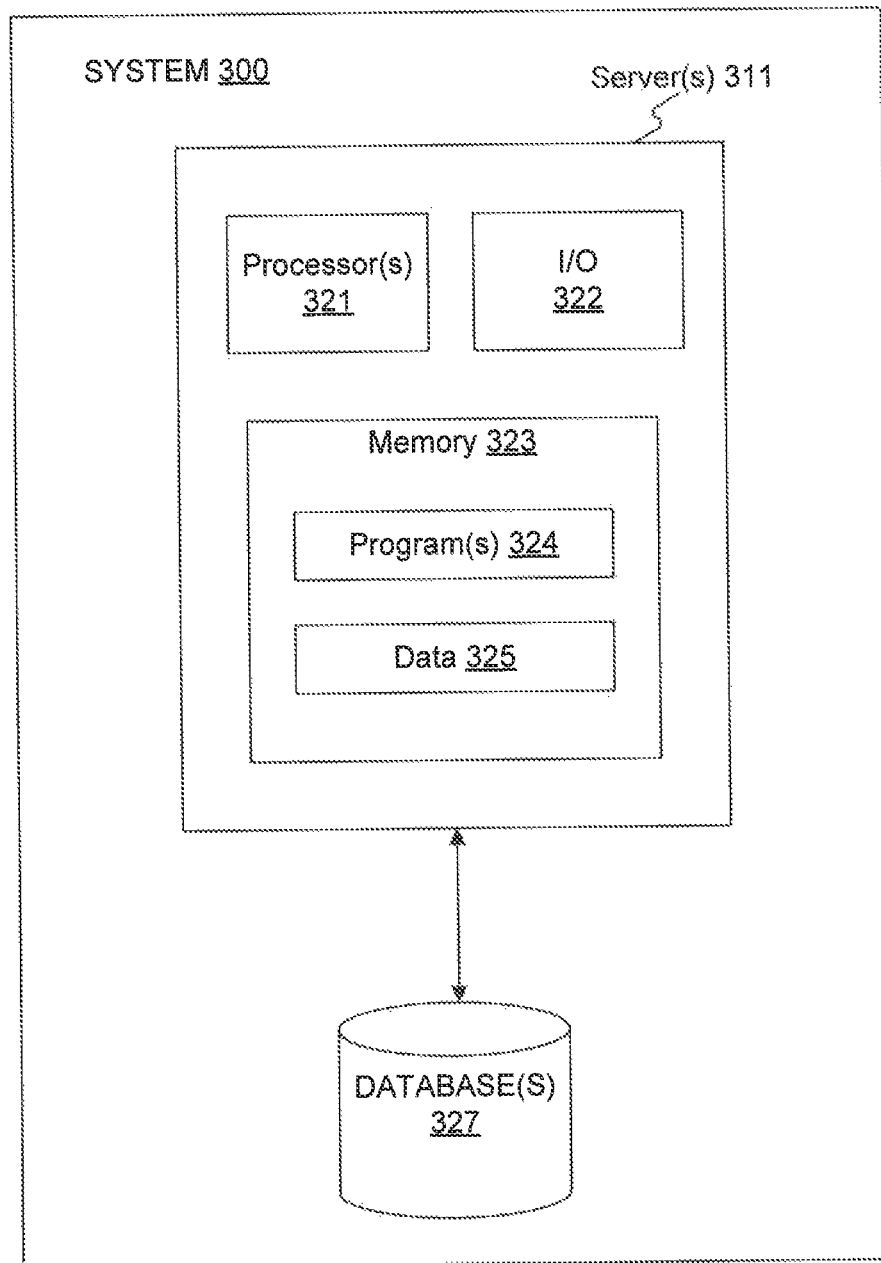 SYSTEM 300
Server(s) 311
Processor(s)
321
I/O
322
Memory 323
Program(s) 324
Data 325
DATABASE(S)
327